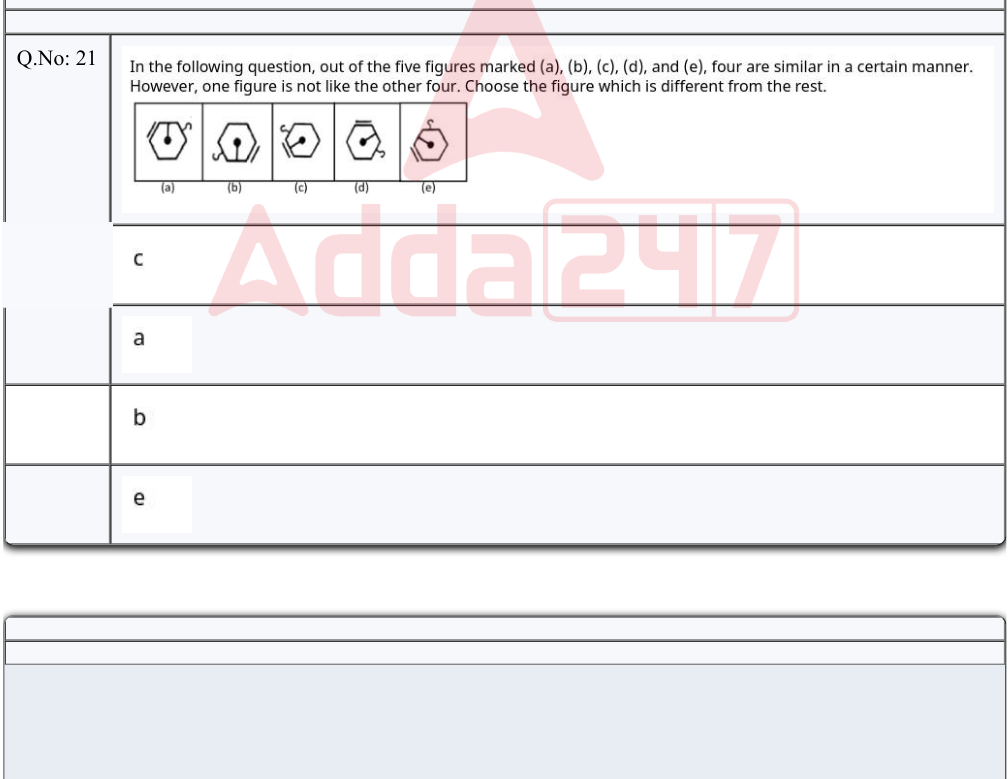 Q.No: 21
In the following question, out of the five figures marked (a), (b), (c), (d), and (e), four are similar in a certain manner.
However, one figure is not like the other four. Choose the figure which is different from the rest.
(a) (b) (c) (d) (e)
Adda247
c
a
b
e